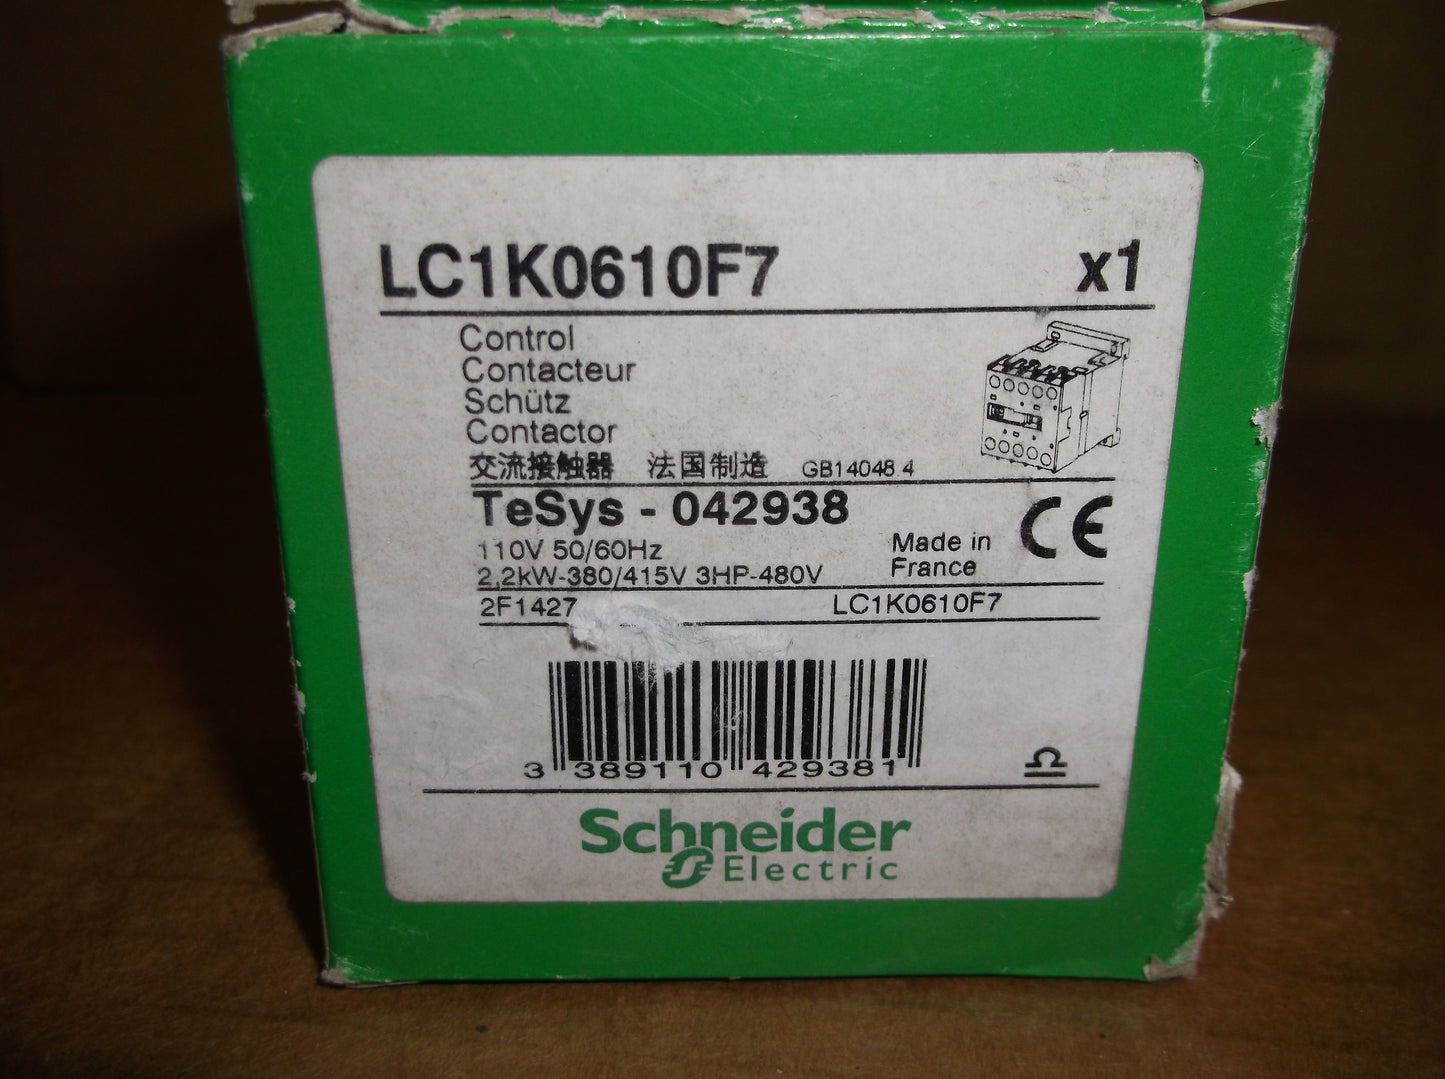 LC1K0610F7 x1
Control
Contacteur
Schütz
Contactor
交流接触器 法国制造 GB14048.4
TeSys - 042938
110V 50/60Hz
2,2kW-380/415V 3HP-480V
Made in
France
CE
2F1427 LC1K0610F7
3 389110 429381
Schneider
Electric